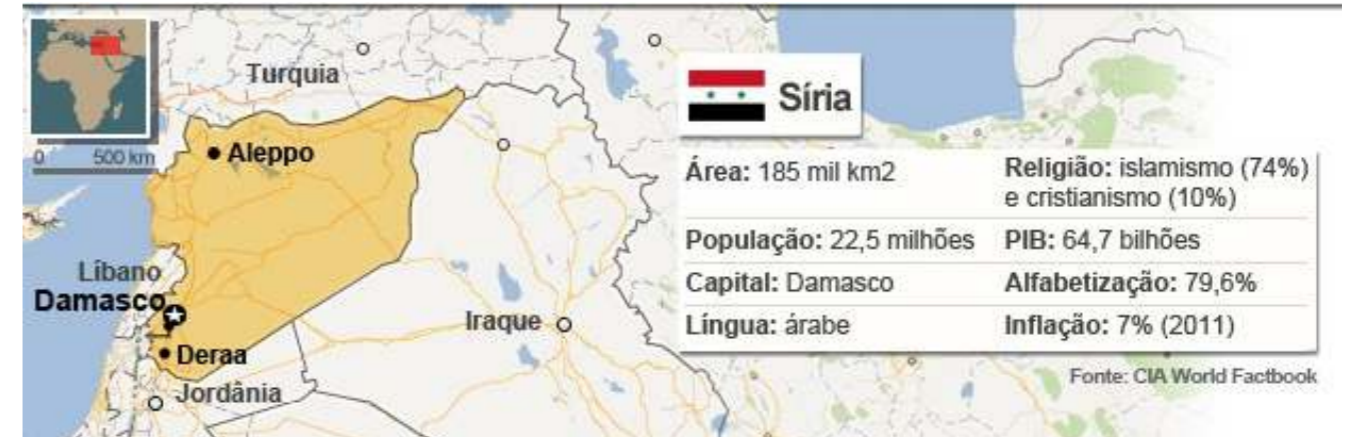 Turquia
0 500 km
Aleppo
Líbano
Damasco
Deraa
Jordânia
Iraque
Síria
Área: 185 mil km2
Religião: islamismo (74%)
e cristianismo (10%)
População: 22,5 milhões
PIB: 64,7 bilhões
Capital: Damasco
Alfabetização: 79,6%
Língua: árabe
Inflação: 7% (2011)
Fonte: CIA World Factbook